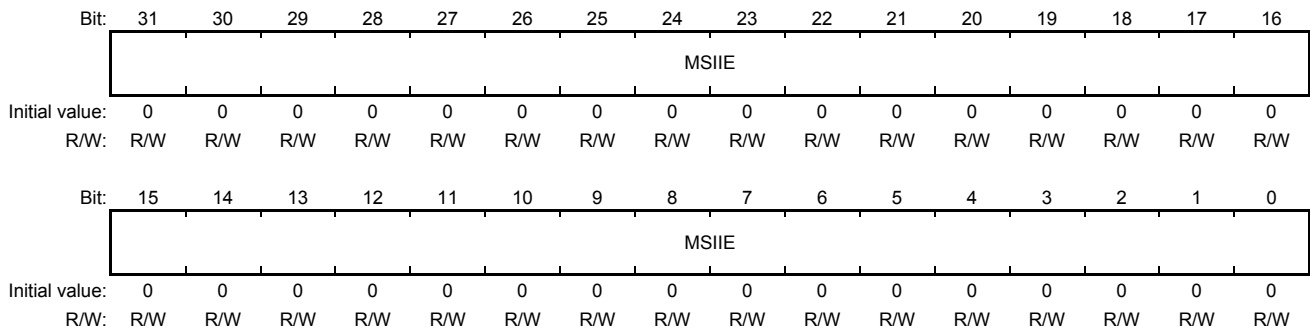 Bit: 31 30 29 28 27 26 25 24 23 22 21 20 19 18 17 16
MSIIE
Initial value: 0 0 0 0 0 0 0 0 0 0 0 0 0 0 0 0
R/W: R/W R/W R/W R/W R/W R/W R/W R/W R/W R/W R/W R/W R/W R/W R/W R/W
Bit: 15 14 13 12 11 10 9 8 7 6 5 4 3 2 1 0
MSIIE
Initial value: 0 0 0 0 0 0 0 0 0 0 0 0 0 0 0 0
R/W: R/W R/W R/W R/W R/W R/W R/W R/W R/W R/W R/W R/W R/W R/W R/W R/W